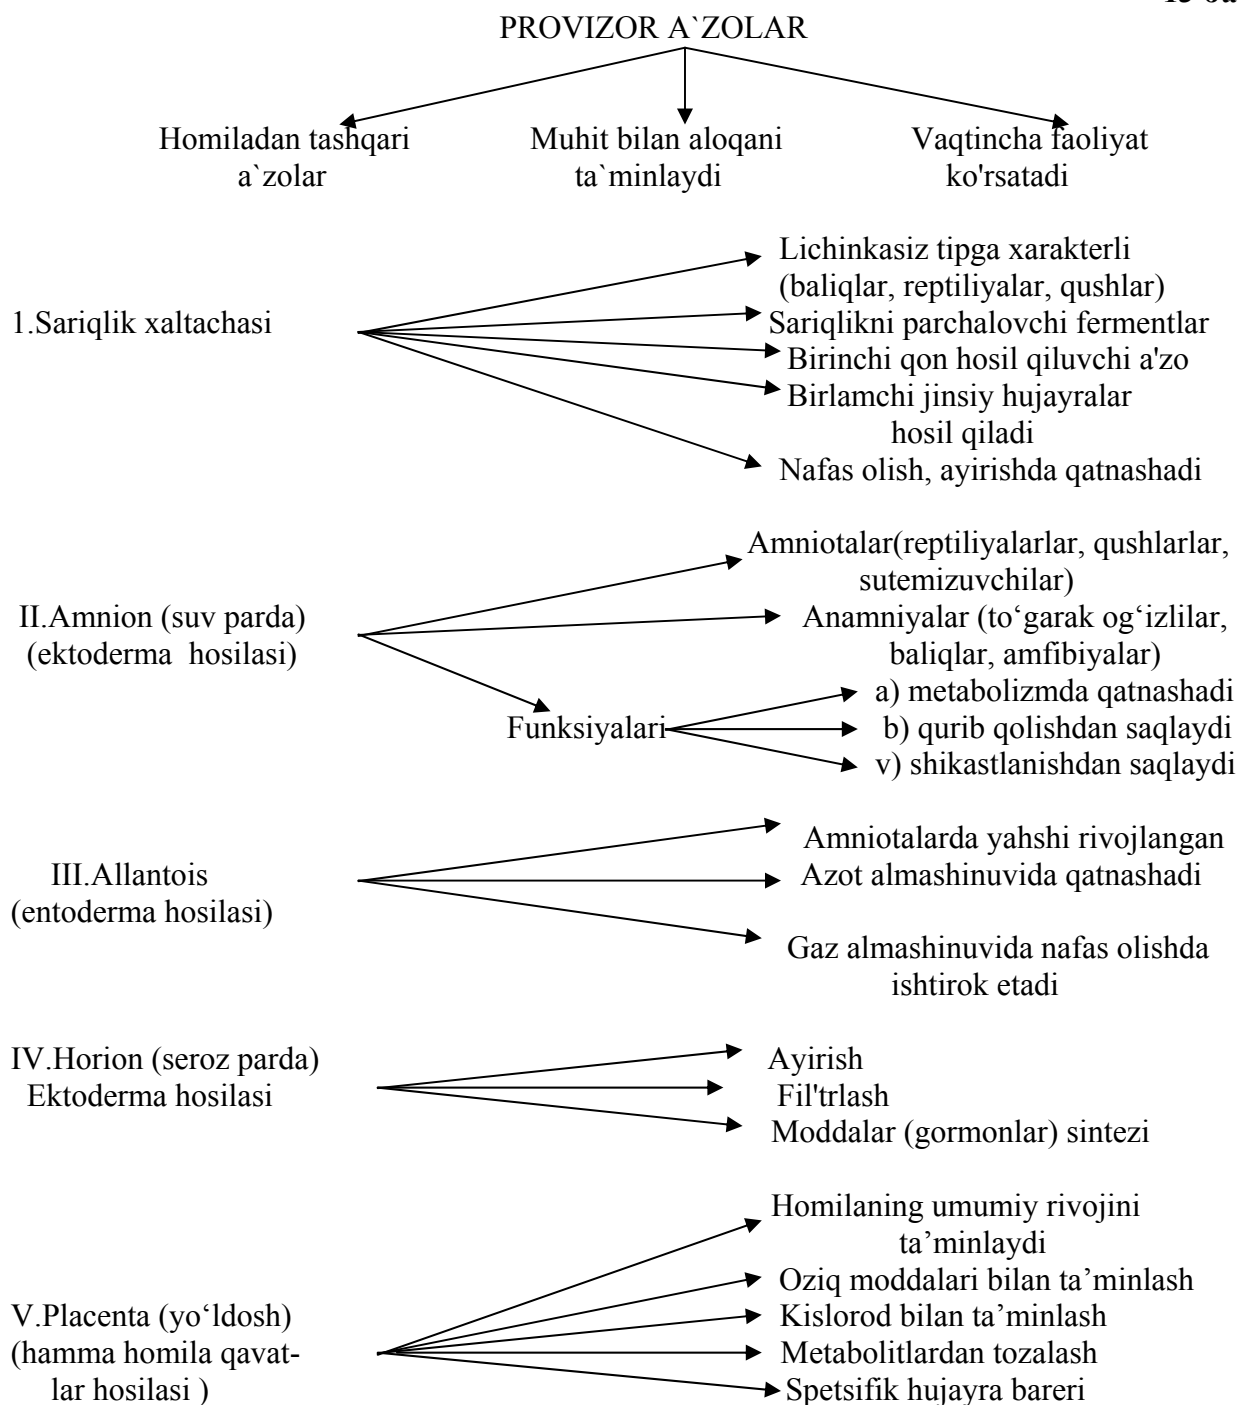 PROVIZOR A`ZOLAR
Homiladan tashqari
a`zolar
Muhit bilan aloqani
ta`minlaydi
Vaqtincha faoliyat
ko'rsatadi
1.Sariqlik xaltachasi
Lichinkasiz tipga xarakterli
(baliqlar, reptiliyalar, qushlar)
Sariqlikni parchalovchi fermentlar
Birinchi qon hosil qiluvchi a'zo
Birlamchi jinsiy hujayralar
hosil qiladi
Nafas olish, ayirishda qatnashadi
II.Amnion (suv parda)
(ektoderma hosilasi)
Amniotalar(reptiliyalarlar, qushlarlar,
sutemizuvchilar)
Anamniyalar (to‘garak og‘izlilar,
baliqlar, amfibiyalar)
Funksiyalari
a) metabolizmda qatnashadi
b) qurib qolishdan saqlaydi
v) shikastlanishdan saqlaydi
III.Allantois
(entoderma hosilasi)
Amniotalarda yahshi rivojlangan
Azot almashinuvida qatnashadi
Gaz almashinuvida nafas olishda
ishtirok etadi
IV.Horion (seroz parda)
Ektoderma hosilasi
Ayirish
Fil'trlash
Moddalar (gormonlar) sintezi
V.Placenta (yo‘ldosh)
(hamma homila qavat-
lar hosilasi )
Homilaning umumiy rivojini
ta’minlaydi
Oziq moddalari bilan ta’minlash
Kislorod bilan ta’minlash
Metabolitlardan tozalash
Spetsifik hujayra bareri